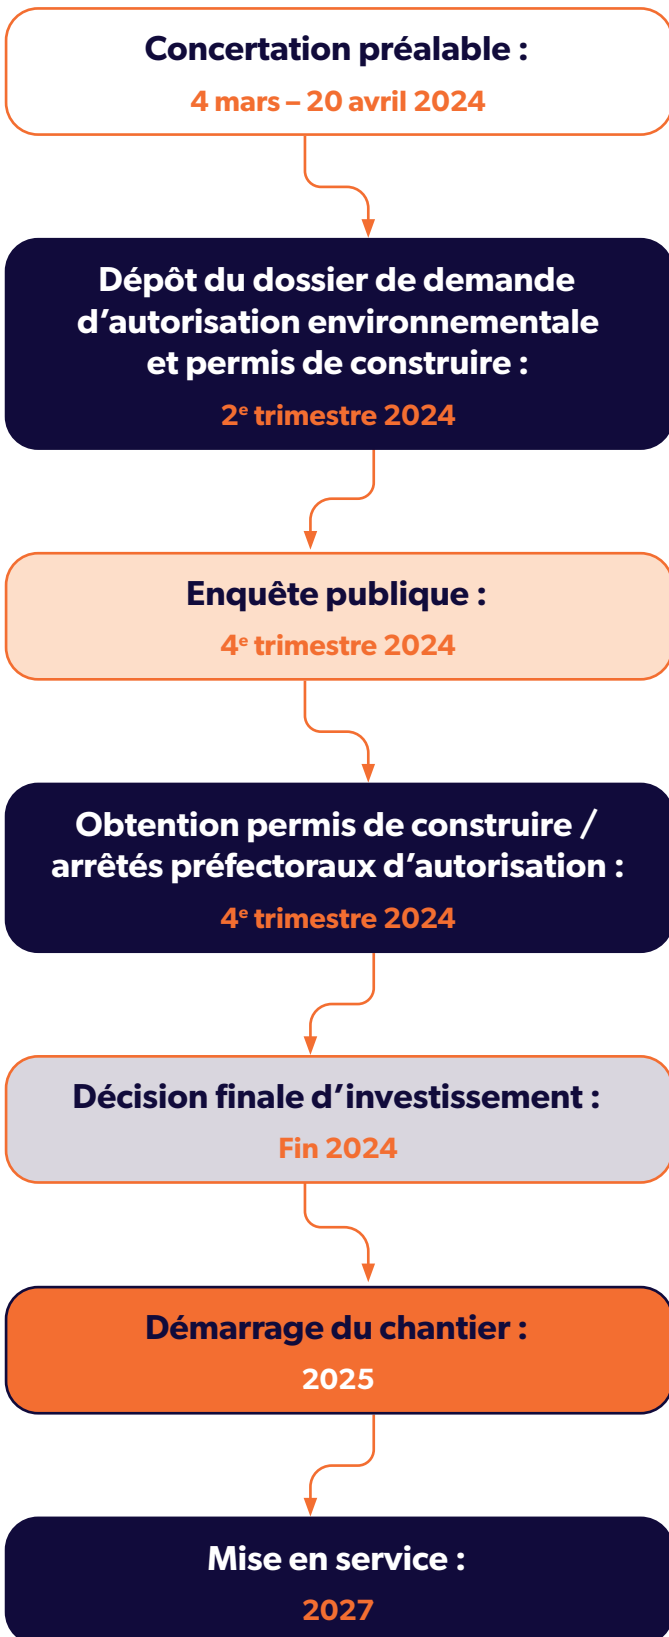 Concertation préalable :
4 mars – 20 avril 2024
Dépôt du dossier de demande
d’autorisation environnementale
et permis de construire :
2ᵉ trimestre 2024
Enquête publique :
4ᵉ trimestre 2024
Obtention permis de construire /
arrêtés préfectoraux d’autorisation :
4ᵉ trimestre 2024
Décision finale d’investissement :
Fin 2024
Démarrage du chantier :
2025
Mise en service :
2027